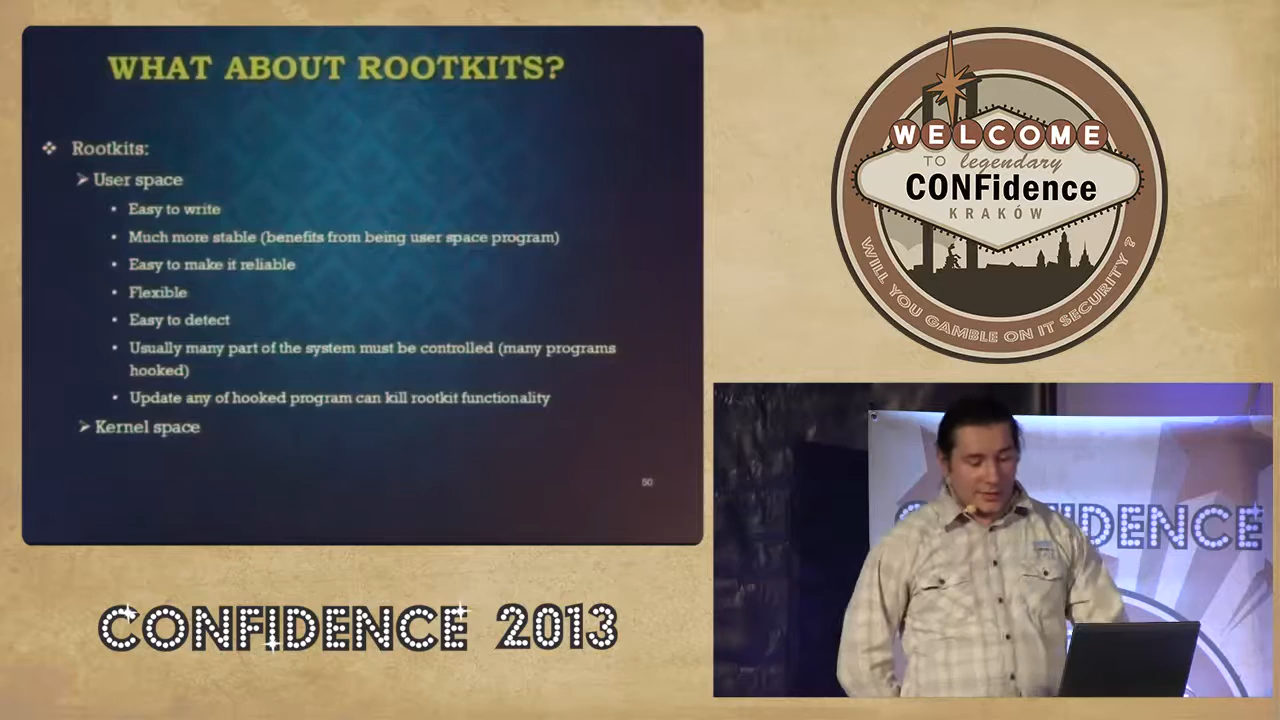 WHAT ABOUT ROOTKITS?
Rootkits:
User space
Easy to write
Much more stable (benefits from being user space program)
Easy to make it reliable
Flexible
Easy to detect
Usually many part of the system must be controlled (many programs
hooked)
Update any of hooked program can kill rootkit functionality
Kernel space
50
CONFIDENCE 2013
WELCOME
TO legendary
CONFidence
KRAKÓW
WILL YOU GAMBLE ON IT SECURITY ?
IDENCE